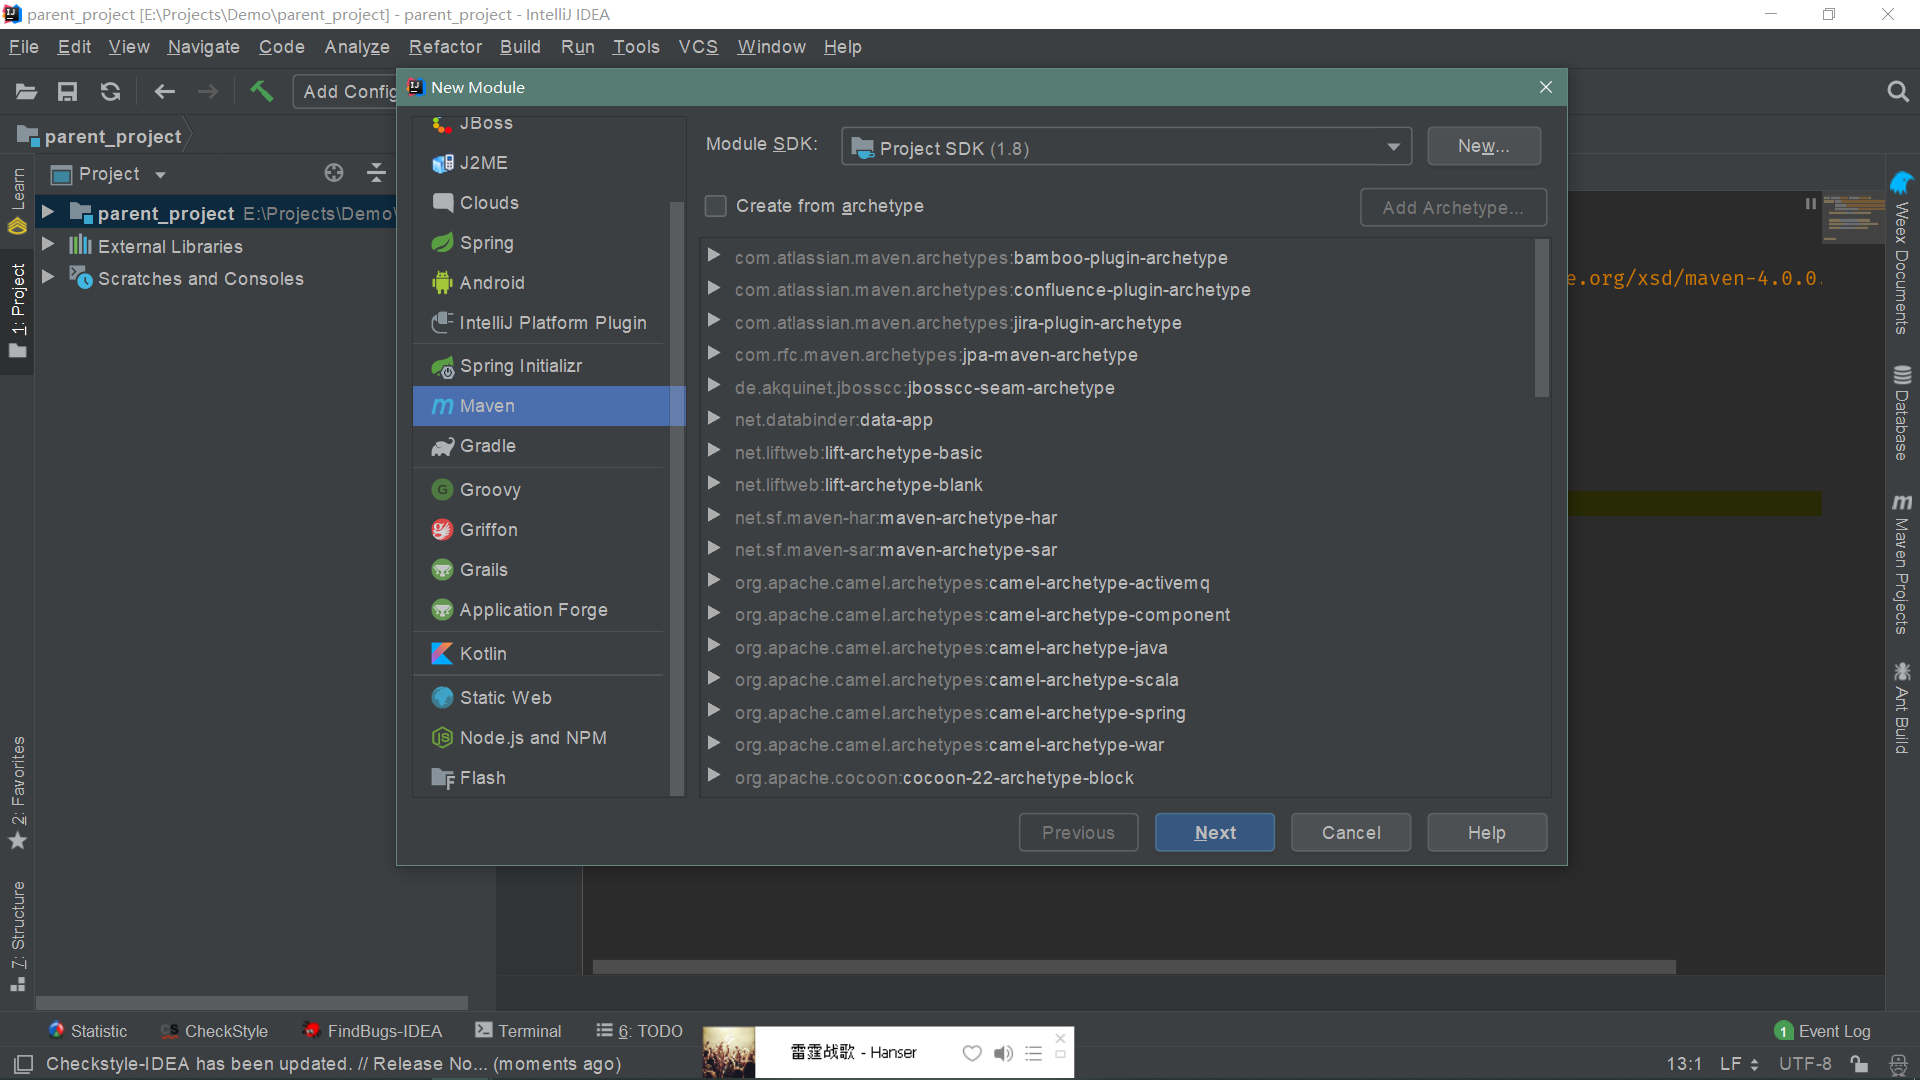 parent_project [E:\Projects\Demo\parent_project] - parent_project - IntelliJ IDEA
File Edit View Navigate Code Analyze Refactor Build Run Tools VCS Window Help
Add Config
New Module
parent_project
Project
parent_project E:\Projects\Demo\
External Libraries
Scratches and Consoles
Learn
1: Project
2: Favorites
7: Structure
JBoss
J2ME
Clouds
Spring
Android
IntelliJ Platform Plugin
Spring Initializr
Maven
Gradle
Groovy
Griffon
Grails
Application Forge
Kotlin
Static Web
Node.js and NPM
Flash
Module SDK: Project SDK (1.8) New...
Create from archetype Add Archetype...
com.atlassian.maven.archetypes:bamboo-plugin-archetype
com.atlassian.maven.archetypes:confluence-plugin-archetype
com.atlassian.maven.archetypes:jira-plugin-archetype
com.rfc.maven.archetypes:jpa-maven-archetype
de.akquinet.jbosscc:jbosscc-seam-archetype
net.databinder:data-app
net.liftweb:lift-archetype-basic
net.liftweb:lift-archetype-blank
net.sf.maven-har:maven-archetype-har
net.sf.maven-sar:maven-archetype-sar
org.apache.camel.archetypes:camel-archetype-activemq
org.apache.camel.archetypes:camel-archetype-component
org.apache.camel.archetypes:camel-archetype-java
org.apache.camel.archetypes:camel-archetype-scala
org.apache.camel.archetypes:camel-archetype-spring
org.apache.camel.archetypes:camel-archetype-war
org.apache.cocoon:cocoon-22-archetype-block
Previous Next Cancel Help
e.org/xsd/maven-4.0.0.
Weex Documents
Database
Maven Projects
Ant Build
Statistic CheckStyle FindBugs-IDEA Terminal 6: TODO
雷霆战歌 - Hanser
1 Event Log
Checkstyle-IDEA has been updated. // Release No... (moments ago)
13:1 LF UTF-8